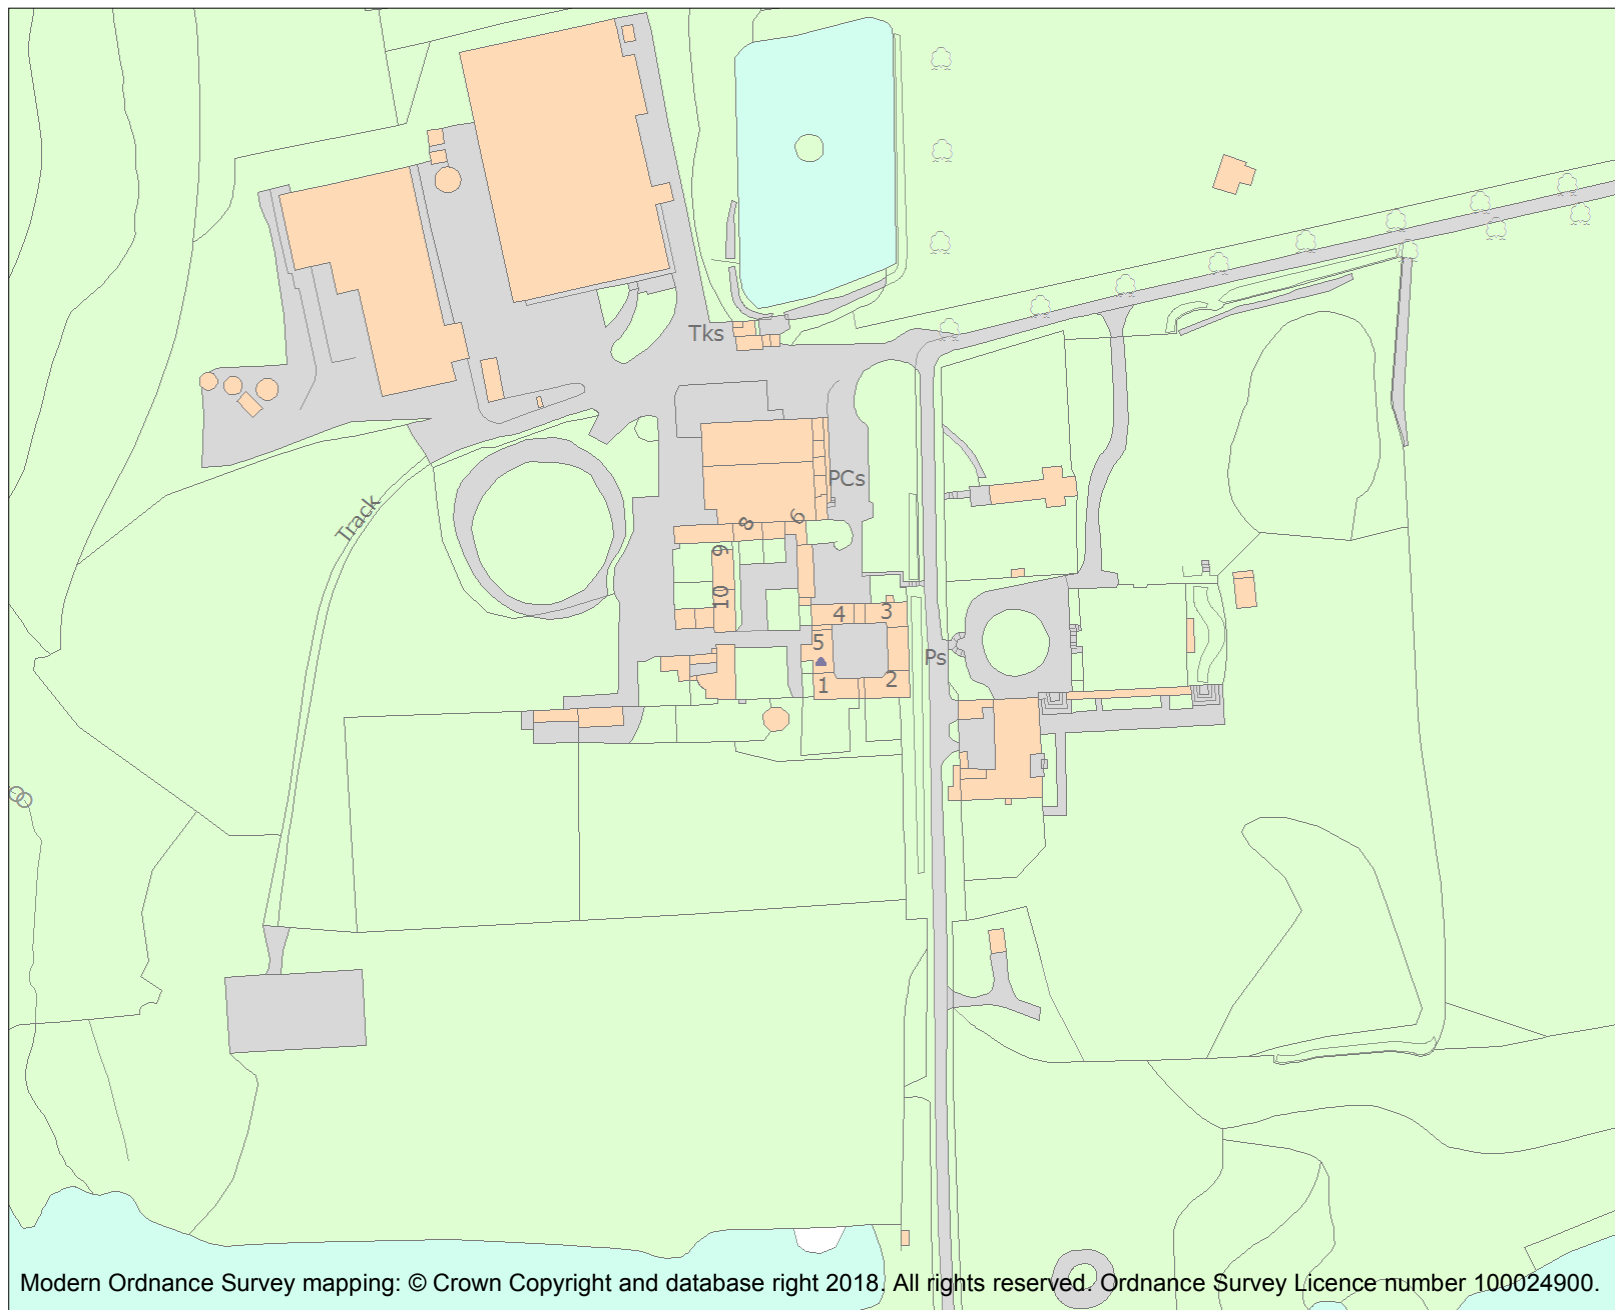 Tks
PCs
Track
8
6
9
10
4
3
5
Ps
1
2
Modern Ordnance Survey mapping: © Crown Copyright and database right 2018. All rights reserved. Ordnance Survey Licence number 100024900.